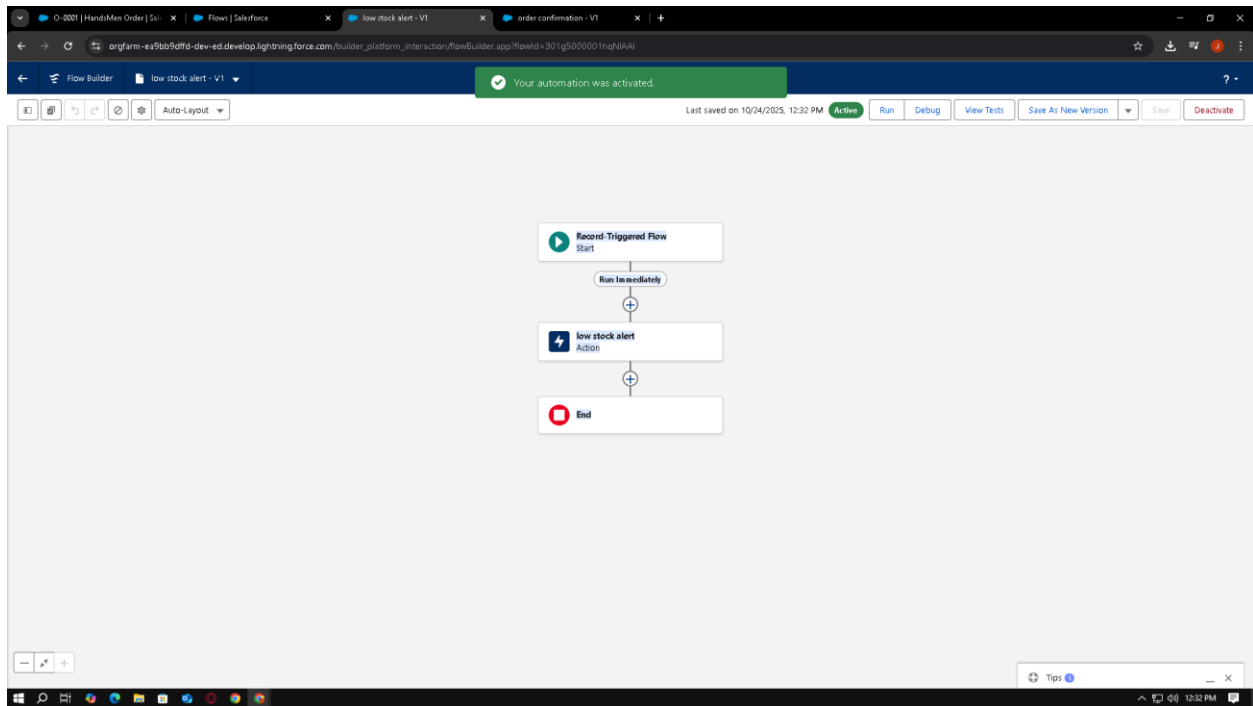 O-0001 | HandsMen Order | Sal
Flows | Salesforce
low stock alert - V1
order confirmation - V1
orgfarm-ea9bb9dffd-dev-ed.develop.lightning.force.com/builder_platform_interaction/flowBuilder.app?flowId=301g5000001hqNIAAI
J
Flow Builder
low stock alert - V1
Your automation was activated.
?
Auto-Layout
Last saved on 10/24/2025, 12:32 PM
Active
Run
Debug
View Tests
Save As New Version
Save
Deactivate
Record-Triggered Flow
Start
Run Immediately
low stock alert
Action
End
Tips
12:32 PM